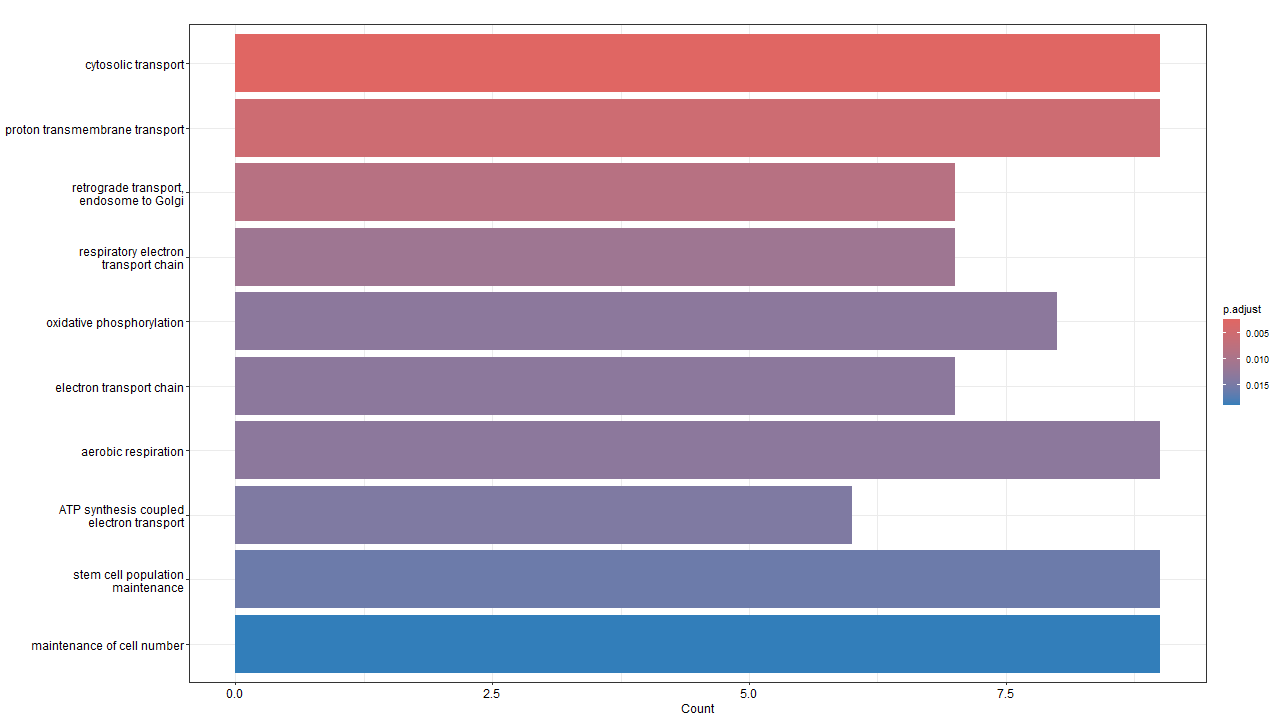 cytosolic transport
proton transmembrane transport
retrograde transport,
endosome to Golgi
respiratory electron
transport chain
oxidative phosphorylation
electron transport chain
aerobic respiration
ATP synthesis coupled
electron transport
stem cell population
maintenance
maintenance of cell number
0.0
2.5
5.0
7.5
Count
p.adjust
0.005
0.010
0.015